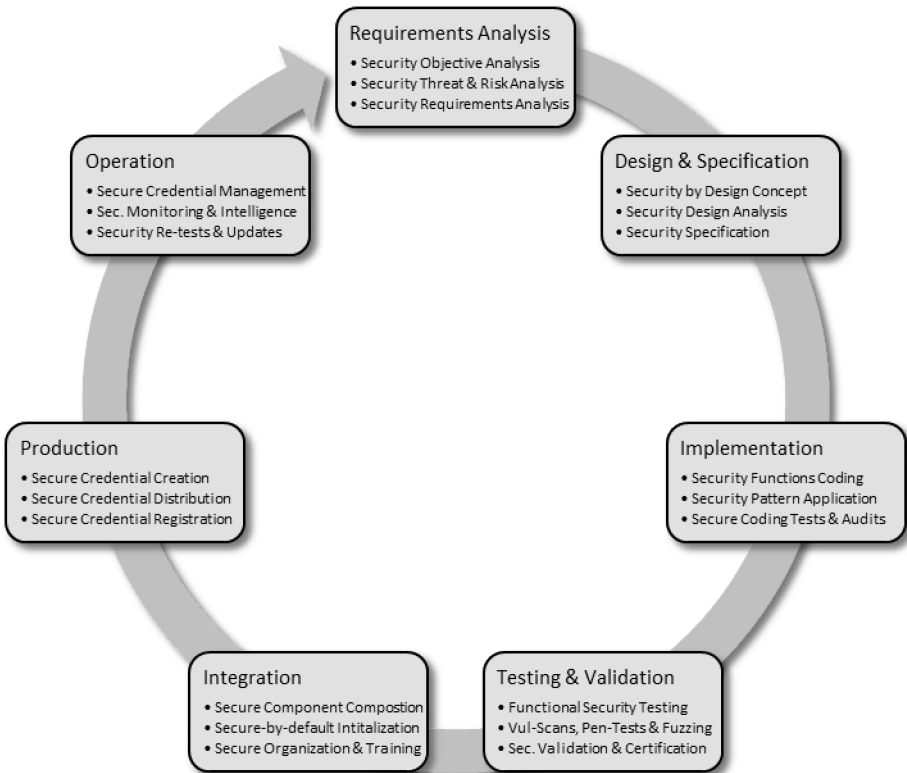 Requirements Analysis
• Security Objective Analysis
• Security Threat & Risk Analysis
• Security Requirements Analysis
Design & Specification
• Security by Design Concept
• Security Design Analysis
• Security Specification
Implementation
• Security Functions Coding
• Security Pattern Application
• Secure Coding Tests & Audits
Testing & Validation
• Functional Security Testing
• Vul-Scans, Pen-Tests & Fuzzing
• Sec. Validation & Certification
Integration
• Secure Component Compostion
• Secure-by-default Intitalization
• Secure Organization & Training
Production
• Secure Credential Creation
• Secure Credential Distribution
• Secure Credential Registration
Operation
• Secure Credential Management
• Sec. Monitoring & Intelligence
• Security Re-tests & Updates